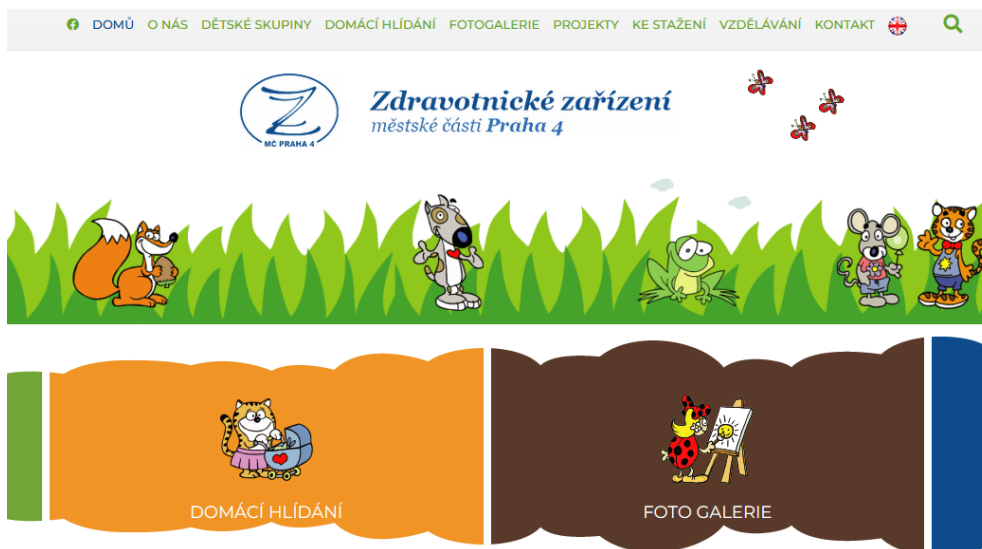 DOMŮ O NÁS DĚTSKÉ SKUPINY DOMÁCÍ HLÍDÁNÍ FOTOGALERIE PROJEKTY KE STAŽENÍ VZDĚLÁVÁNÍ KONTAKT
Z
MČ PRAHA 4
Zdravotnické zařízení
městské části Praha 4
DOMÁCÍ HLÍDÁNÍ
FOTO GALERIE